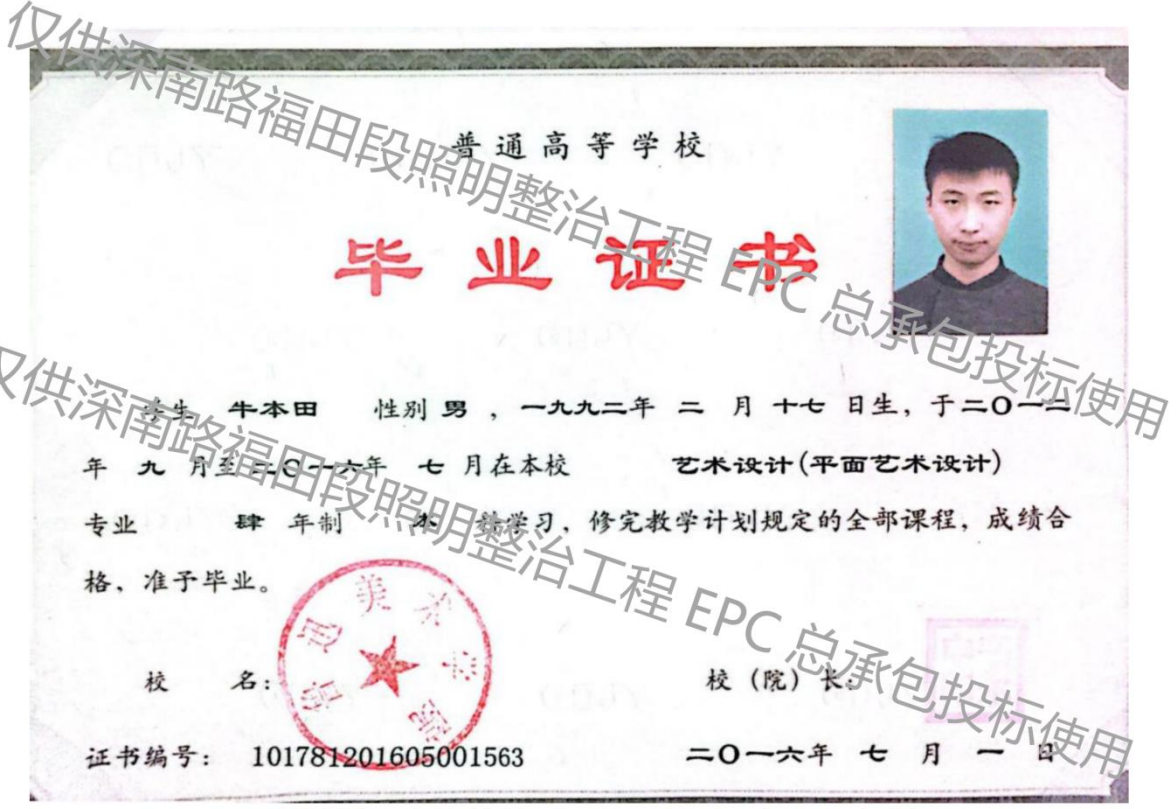 普通高等学校
毕业证书
学生 牛本田 性别 男 ，一九九二年 二 月 十七 日生，于二〇一二
年 九 月至 二〇一六年 七 月在本校 艺术设计(平面艺术设计)
专业 肆 年制 本 科学习，修完教学计划规定的全部课程，成绩合
格，准予毕业。
鲁迅美术学院
校 名：
校（院）长：
证书编号： 101781201605001563
二〇一六年 七 月 一 日
仅供深南路福田段照明整治工程 EPC 总承包投标使用
仅供深南路福田段照明整治工程 EPC 总承包投标使用